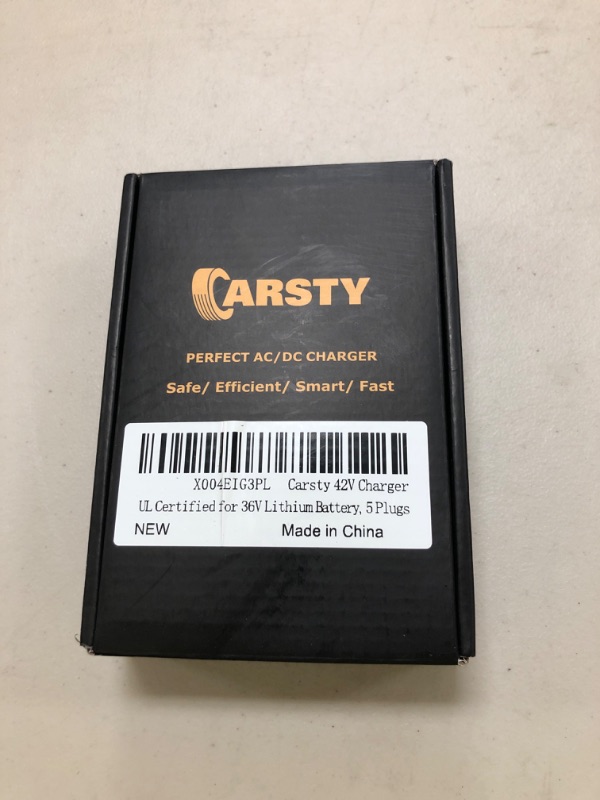 CARSTY
PERFECT AC/DC CHARGER
Safe/ Efficient/ Smart/ Fast
X004EIG3PL Carsty 42V Charger
UL Certified for 36V Lithium Battery, 5 Plugs
NEW Made in China